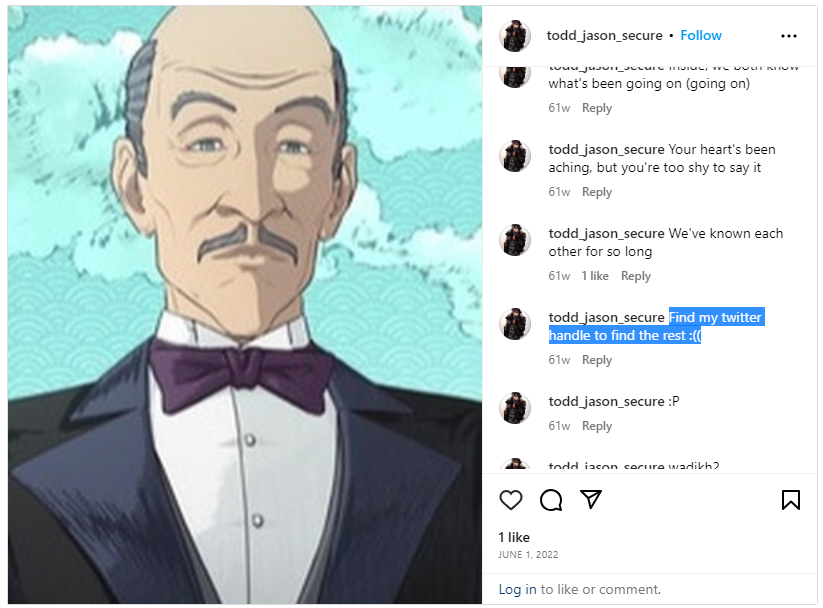 todd_jason_secure • Follow
todd_jason_secure Inside, we both know
what's been going on (going on)
61w Reply
todd_jason_secure Your heart's been
aching, but you're too shy to say it
61w Reply
todd_jason_secure We've known each
other for so long
61w 1 like Reply
todd_jason_secure Find my twitter
handle to find the rest :((
61w Reply
todd_jason_secure :P
61w Reply
todd_jason_secure wadikh?
1 like
JUNE 1, 2022
Log in to like or comment.